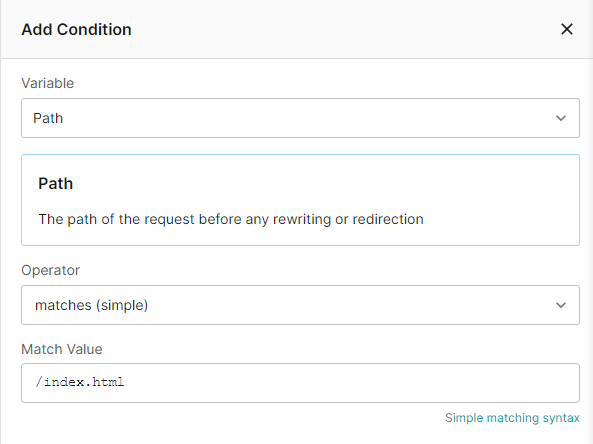 Add Condition
Variable
Path
Path
The path of the request before any rewriting or redirection
Operator
matches (simple)
Match Value
/index.html
Simple matching syntax